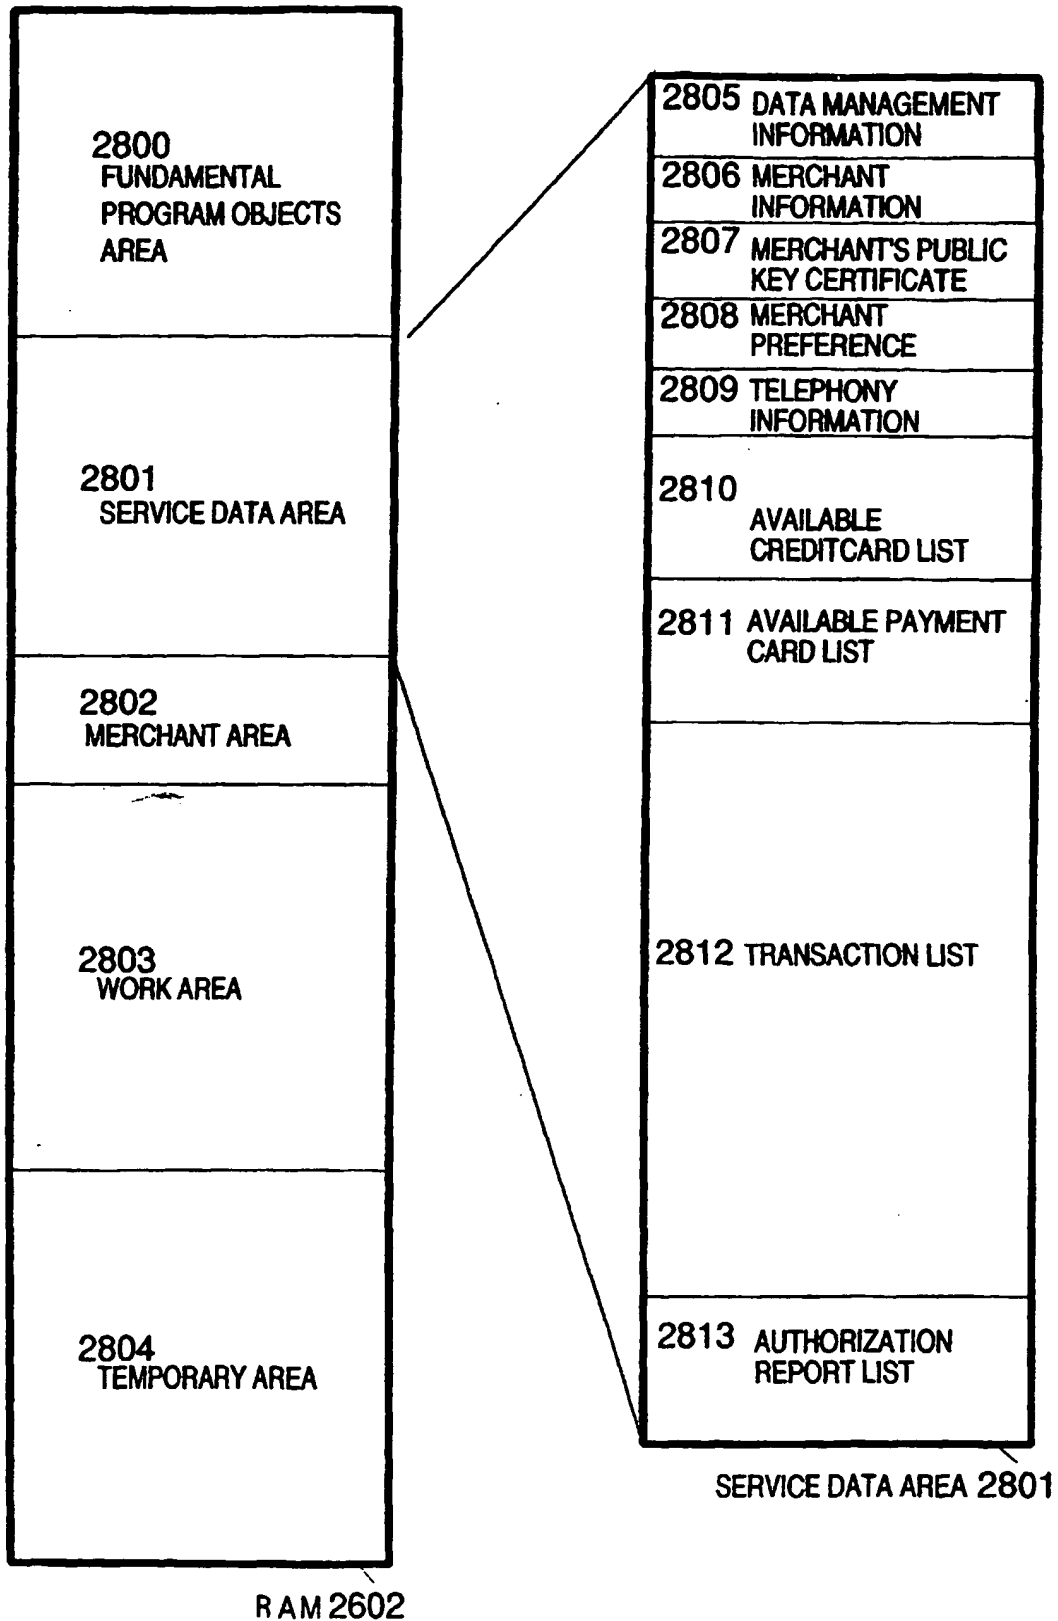 2800
FUNDAMENTAL
PROGRAM OBJECTS
AREA
2801
SERVICE DATA AREA
2802
MERCHANT AREA
2803
WORK AREA
2804
TEMPORARY AREA
RAM 2602
2805 DATA MANAGEMENT
INFORMATION
2806 MERCHANT
INFORMATION
2807 MERCHANT'S PUBLIC
KEY CERTIFICATE
2808 MERCHANT
PREFERENCE
2809 TELEPHONY
INFORMATION
2810
AVAILABLE
CREDITCARD LIST
2811 AVAILABLE PAYMENT
CARD LIST
2812 TRANSACTION LIST
2813 AUTHORIZATION
REPORT LIST
SERVICE DATA AREA 2801